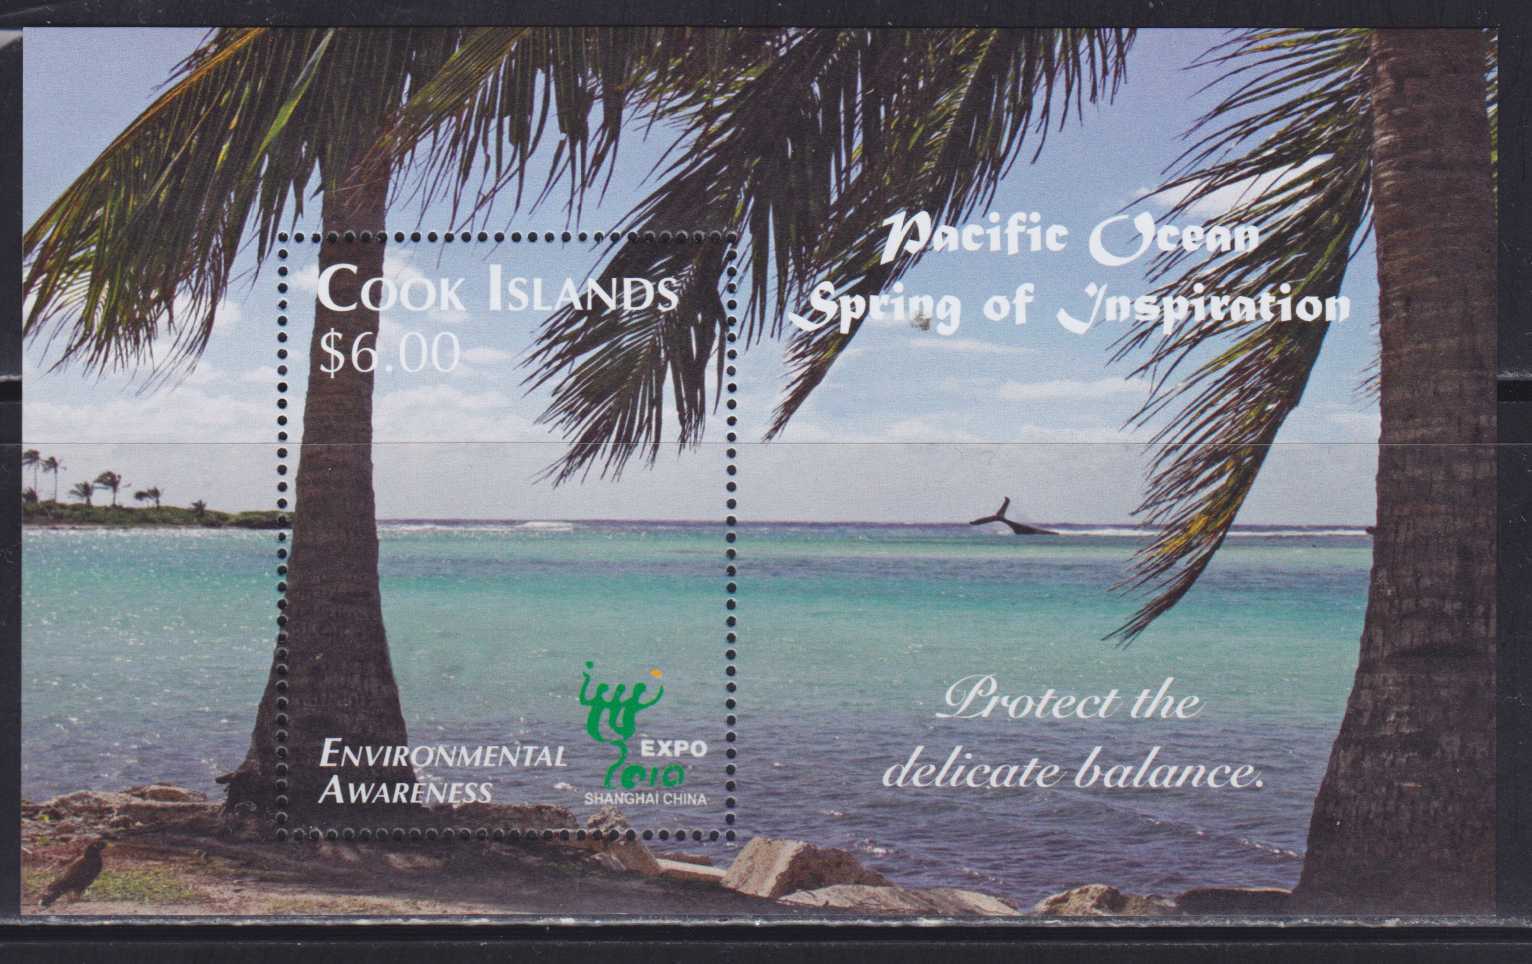 COOK ISLANDS
$6.00
Pacific Ocean
Spring of Inspiration
ENVIRONMENTAL
AWARENESS
EXPO
2010
SHANGHAI CHINA
Protect the
delicate balance.